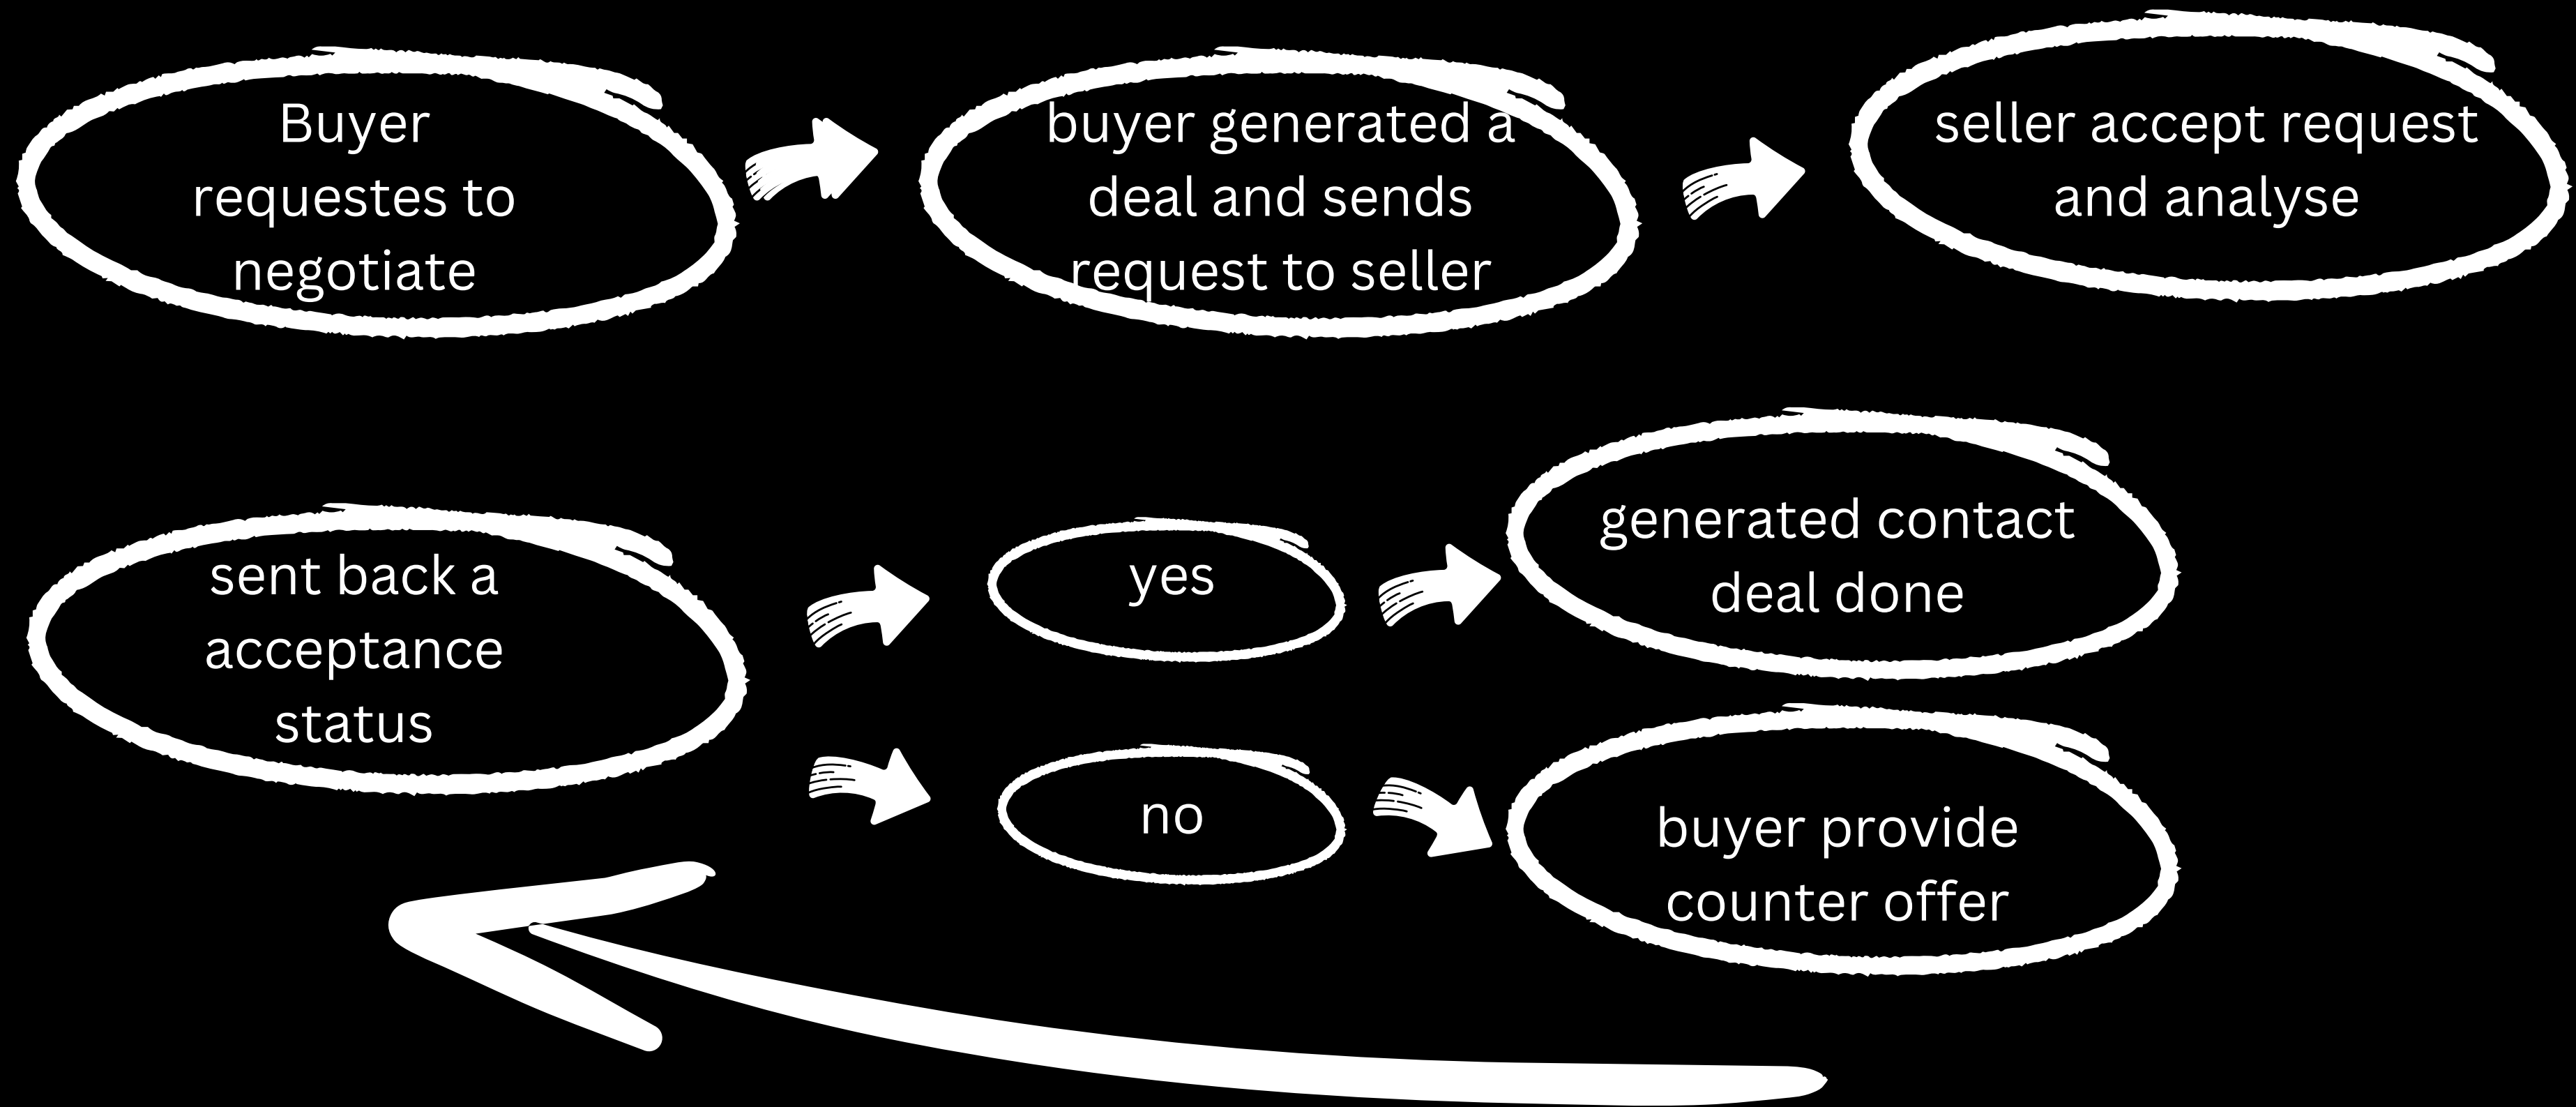 Buyer
requestes to
negotiate
buyer generated a
deal and sends
request to seller
seller accept request
and analyse
sent back a
acceptance
status
yes
generated contact
deal done
no
buyer provide
counter offer